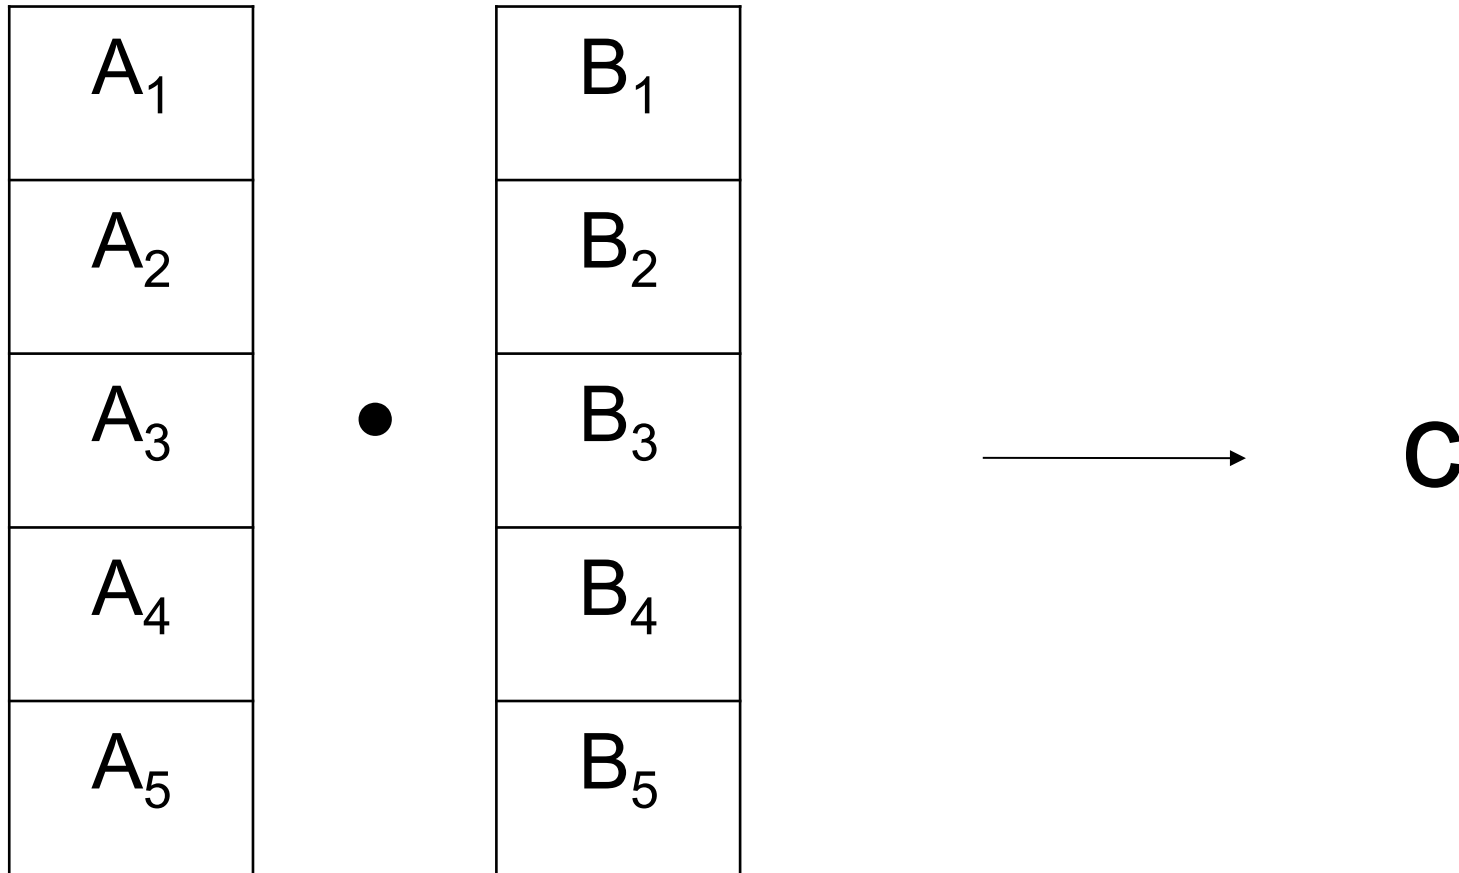 A₁ B₁
A₂ B₂
A₃ • B₃
C
A₄ B₄
A₅ B₅